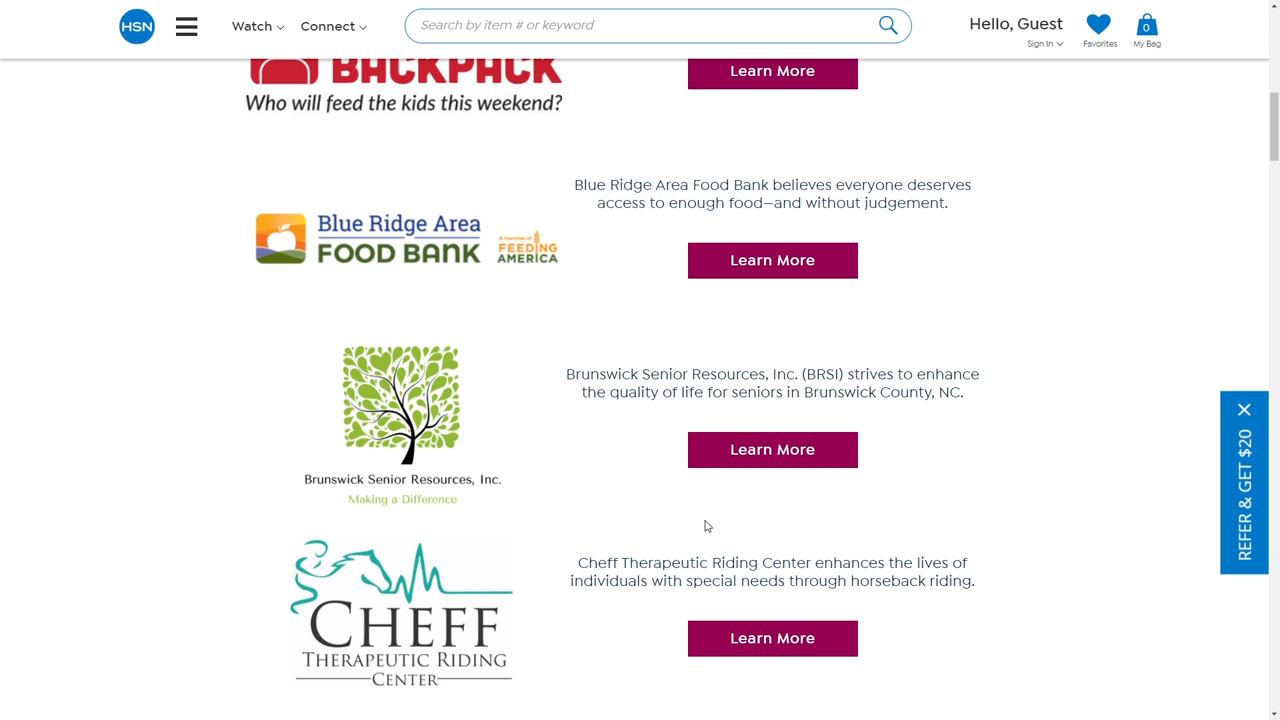 HSN
Watch
Connect
Search by item # or keyword
Hello, Guest
Sign In
Favorites
0
My Bag
BACKPACK
Who will feed the kids this weekend?
Learn More
Blue Ridge Area
FOOD BANK
A member of
FEEDING
AMERICA
Blue Ridge Area Food Bank believes everyone deserves
access to enough food—and without judgement.
Learn More
Brunswick Senior Resources, Inc.
Making a Difference
Brunswick Senior Resources, Inc. (BRSI) strives to enhance
the quality of life for seniors in Brunswick County, NC.
Learn More
CHEFF
THERAPEUTIC RIDING
CENTER
Cheff Therapeutic Riding Center enhances the lives of
individuals with special needs through horseback riding.
Learn More
REFER & GET $20